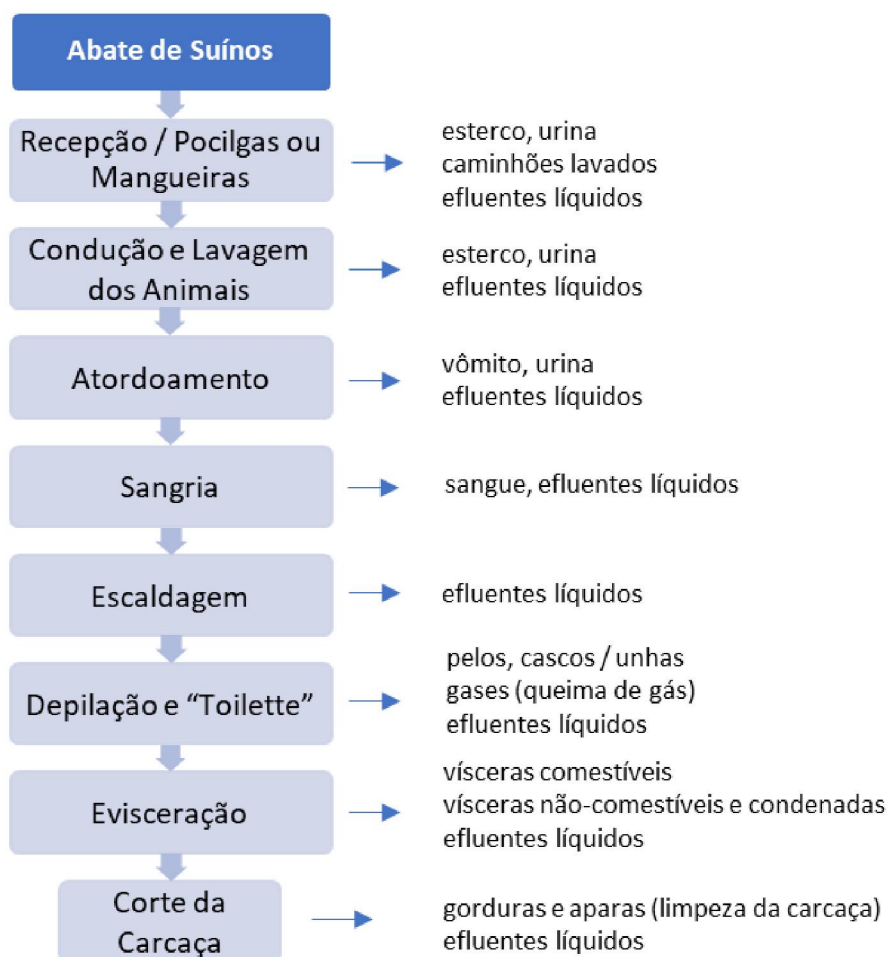 Abate de Suínos
Recepção / Pocilgas ou
Mangueiras
esterco, urina
caminhões lavados
efluentes líquidos
Condução e Lavagem
dos Animais
esterco, urina
efluentes líquidos
Atordoamento
vômito, urina
efluentes líquidos
Sangria
sangue, efluentes líquidos
Escaldagem
efluentes líquidos
Depilação e “Toilette”
pelos, cascos / unhas
gases (queima de gás)
efluentes líquidos
Evisceração
vísceras comestíveis
vísceras não-comestíveis e condenadas
efluentes líquidos
Corte da
Carcaça
gorduras e aparas (limpeza da carcaça)
efluentes líquidos